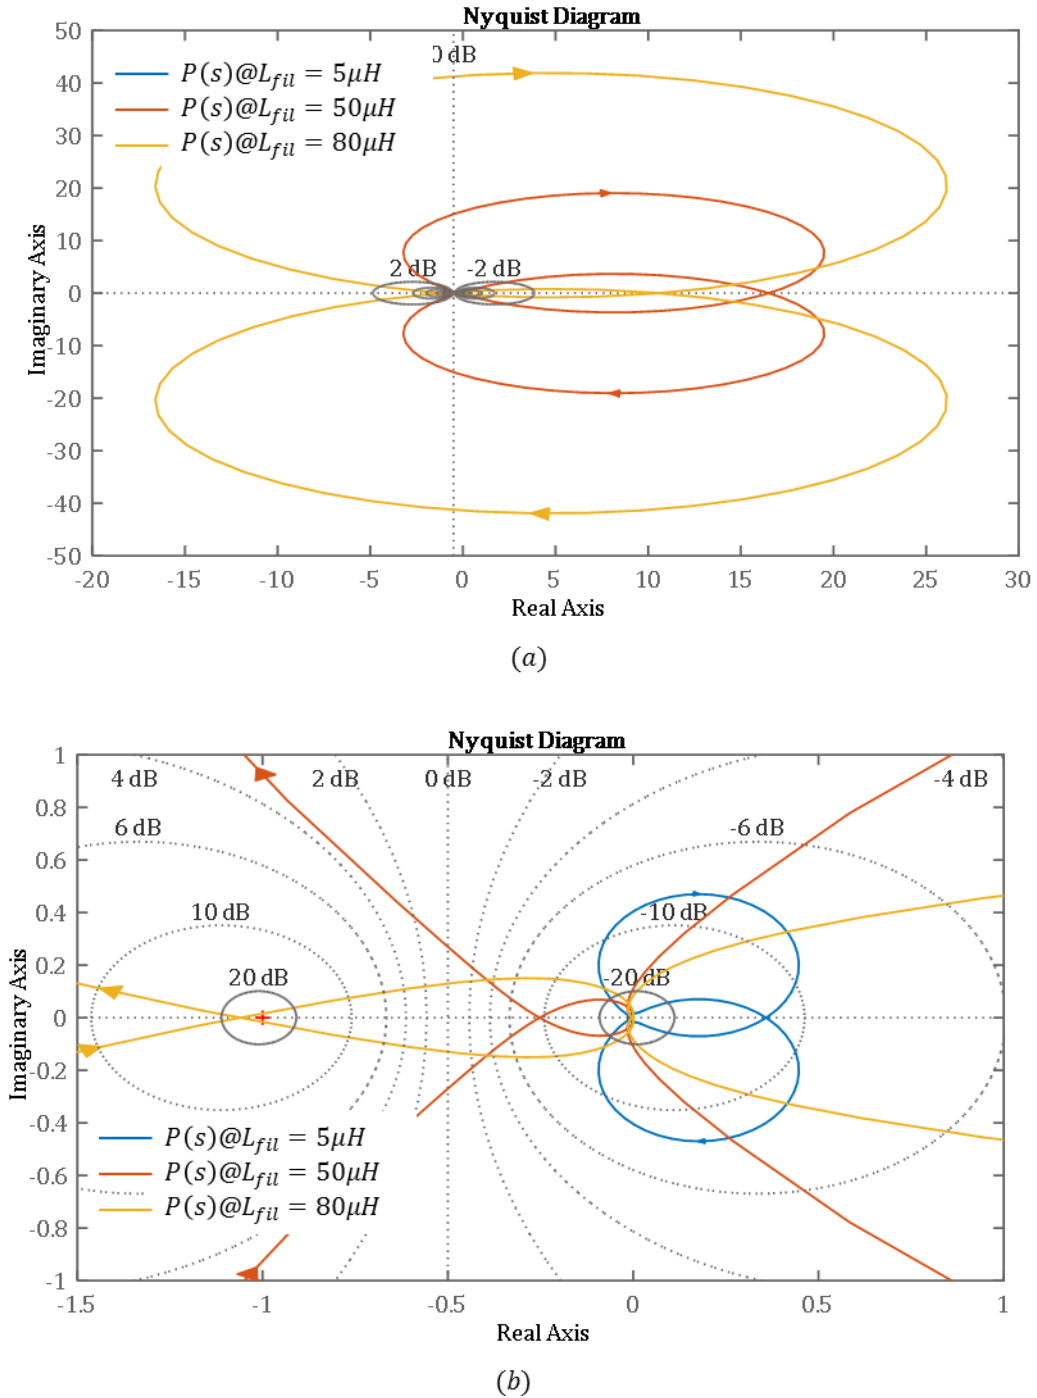 Nyquist Diagram
50
40
30
20
10
0
-10
-20
-30
-40
-50
Imaginary Axis
0 dB
P(s)@L_fil = 5μH
P(s)@L_fil = 50μH
P(s)@L_fil = 80μH
2 dB -2 dB
-20 -15 -10 -5 0 5 10 15 20 25 30
Real Axis
(a)
Nyquist Diagram
1
0.8
0.6
0.4
0.2
0
-0.2
-0.4
-0.6
-0.8
-1
Imaginary Axis
4 dB 2 dB 0 dB -2 dB -4 dB
6 dB -6 dB
10 dB -10 dB
20 dB -20 dB
P(s)@L_fil = 5μH
P(s)@L_fil = 50μH
P(s)@L_fil = 80μH
-1.5 -1 -0.5 0 0.5 1
Real Axis
(b)